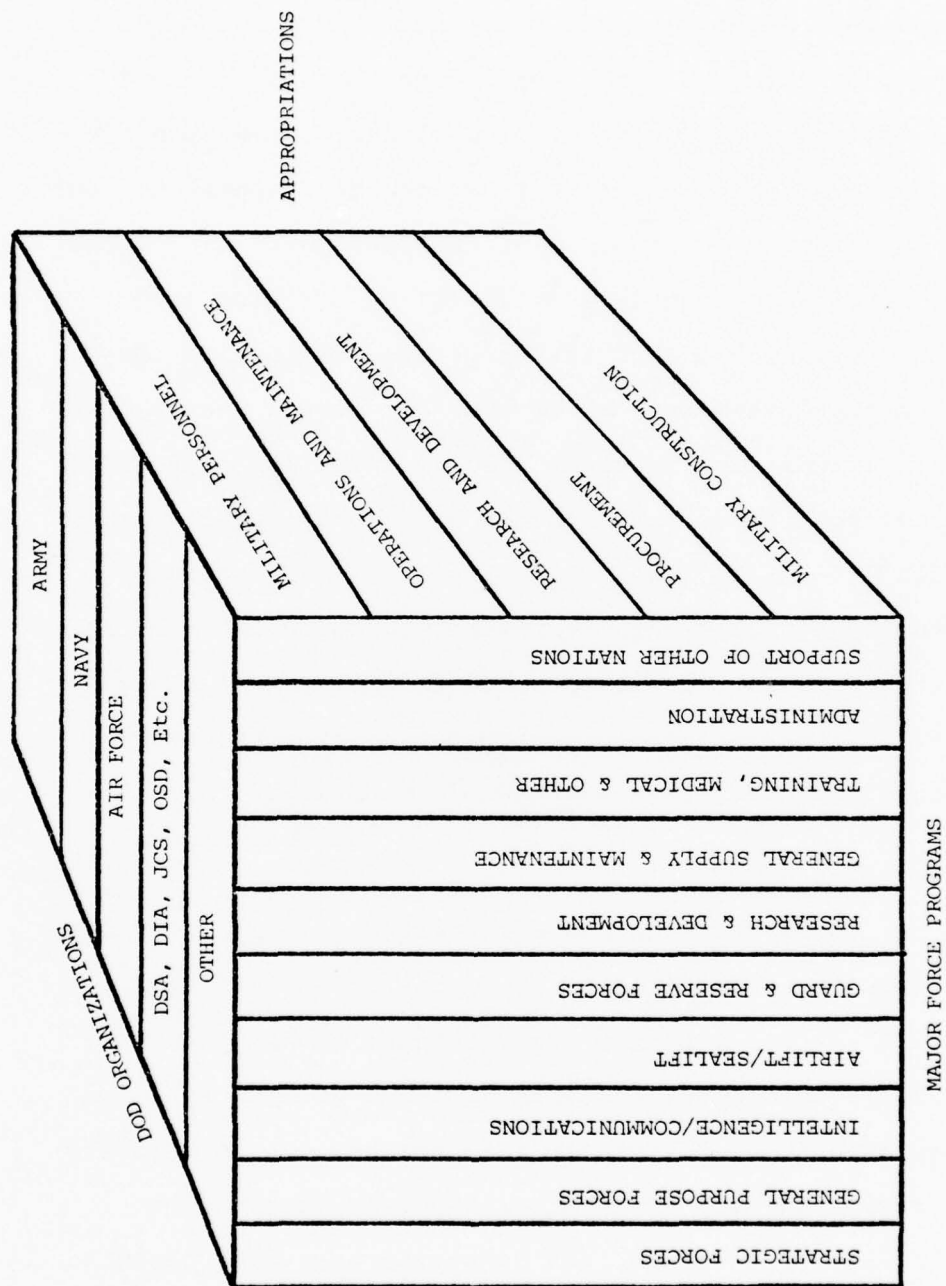 DOD ORGANIZATIONS
ARMY
NAVY
AIR FORCE
DSA, DIA, JCS, OSD, Etc.
OTHER
APPROPRIATIONS
MILITARY PERSONNEL
OPERATIONS AND MAINTENANCE
RESEARCH AND DEVELOPMENT
PROCUREMENT
MILITARY CONSTRUCTION
STRATEGIC FORCES
GENERAL PURPOSE FORCES
INTELLIGENCE/COMMUNICATIONS
AIRLIFT/SEALIFT
GUARD & RESERVE FORCES
RESEARCH & DEVELOPMENT
GENERAL SUPPLY & MAINTENANCE
TRAINING, MEDICAL & OTHER
ADMINISTRATION
SUPPORT OF OTHER NATIONS
MAJOR FORCE PROGRAMS